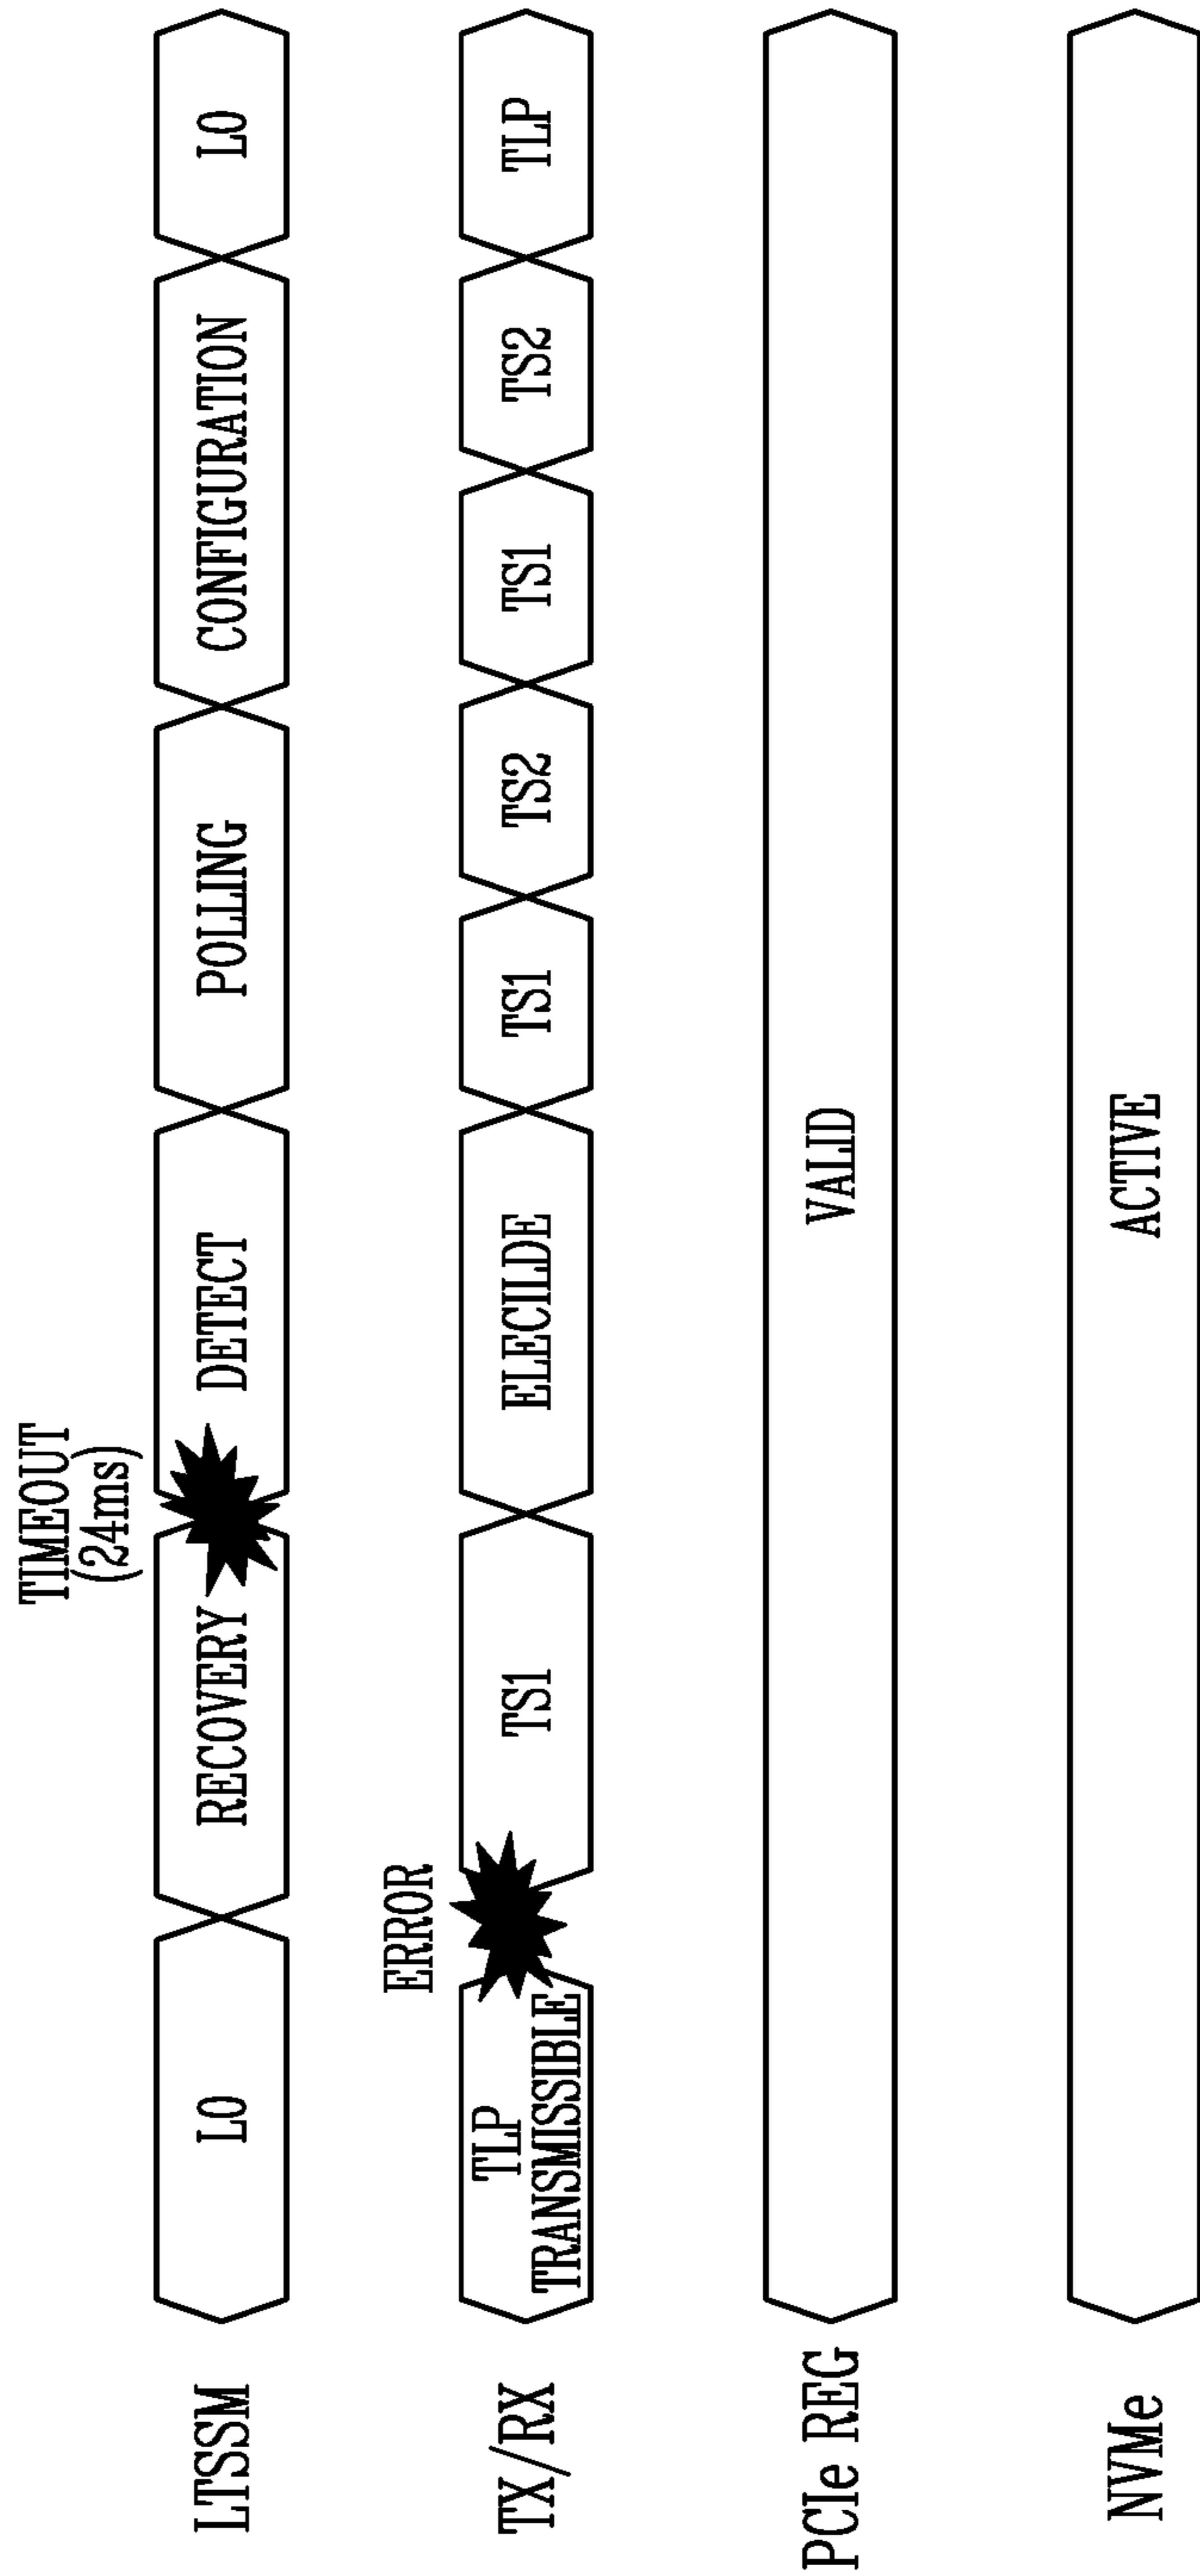 TIMEOUT
(24ms)
LTSSM
L0
RECOVERY
DETECT
POLLING
CONFIGURATION
L0
ERROR
TX/RX
TLP
TRANSMISSIBLE
TS1
ELECILDE
TS1
TS2
TS1
TS2
TLP
PCIe REG
VALID
NVMe
ACTIVE